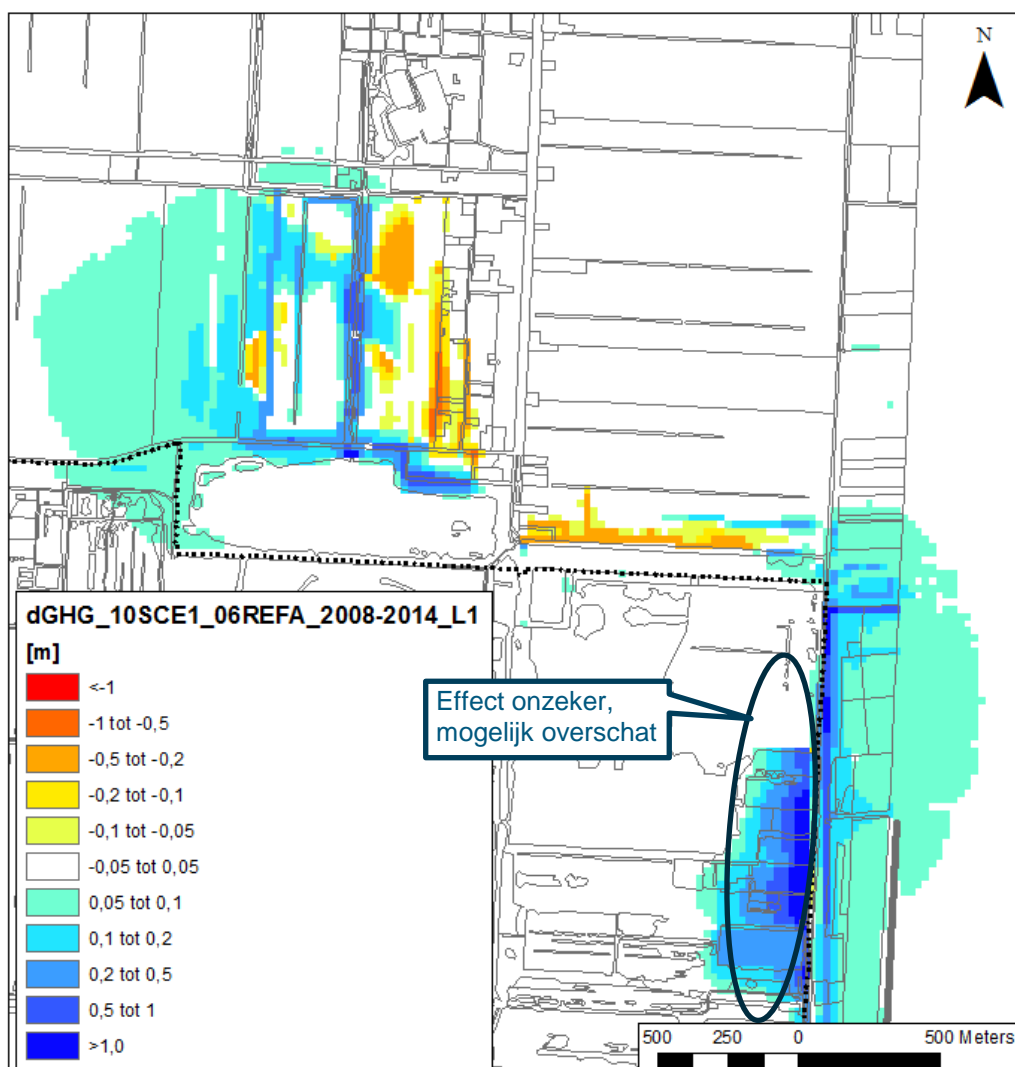 N
Effect onzeker,
mogelijk overschat
dGHG_10SCE1_06REFA_2008-2014_L1
[m]
<-1
-1 tot -0,5
-0,5 tot -0,2
-0,2 tot -0,1
-0,1 tot -0,05
-0,05 tot 0,05
0,05 tot 0,1
0,1 tot 0,2
0,2 tot 0,5
0,5 tot 1
>1,0
500 250 0 500 Meters